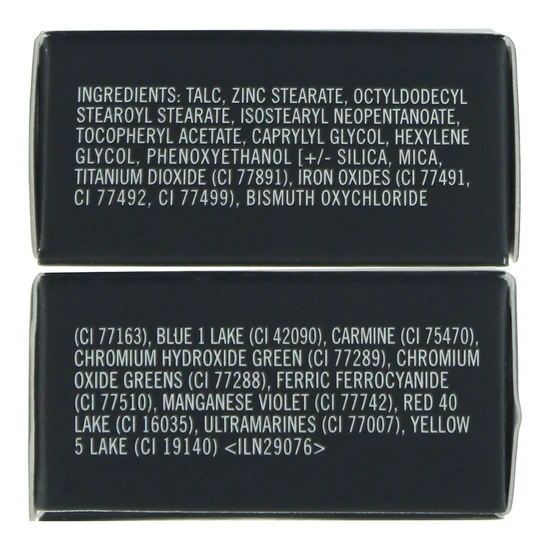 INGREDIENTS: TALC, ZINC STEARATE, OCTYLDODECYL
STEAROYL STEARATE, ISOSTEARYL NEOPENTANOATE,
TOCOPHERYL ACETATE, CAPRYLYL GLYCOL, HEXYLENE
GLYCOL, PHENOXYETHANOL [+/- SILICA, MICA,
TITANIUM DIOXIDE (CI 77891), IRON OXIDES (CI 77491,
CI 77492, CI 77499), BISMUTH OXYCHLORIDE
(CI 77163), BLUE 1 LAKE (CI 42090), CARMINE (CI 75470),
CHROMIUM HYDROXIDE GREEN (CI 77289), CHROMIUM
OXIDE GREENS (CI 77288), FERRIC FERROCYANIDE
(CI 77510), MANGANESE VIOLET (CI 77742), RED 40
LAKE (CI 16035), ULTRAMARINES (CI 77007), YELLOW
5 LAKE (CI 19140) <ILN29076>